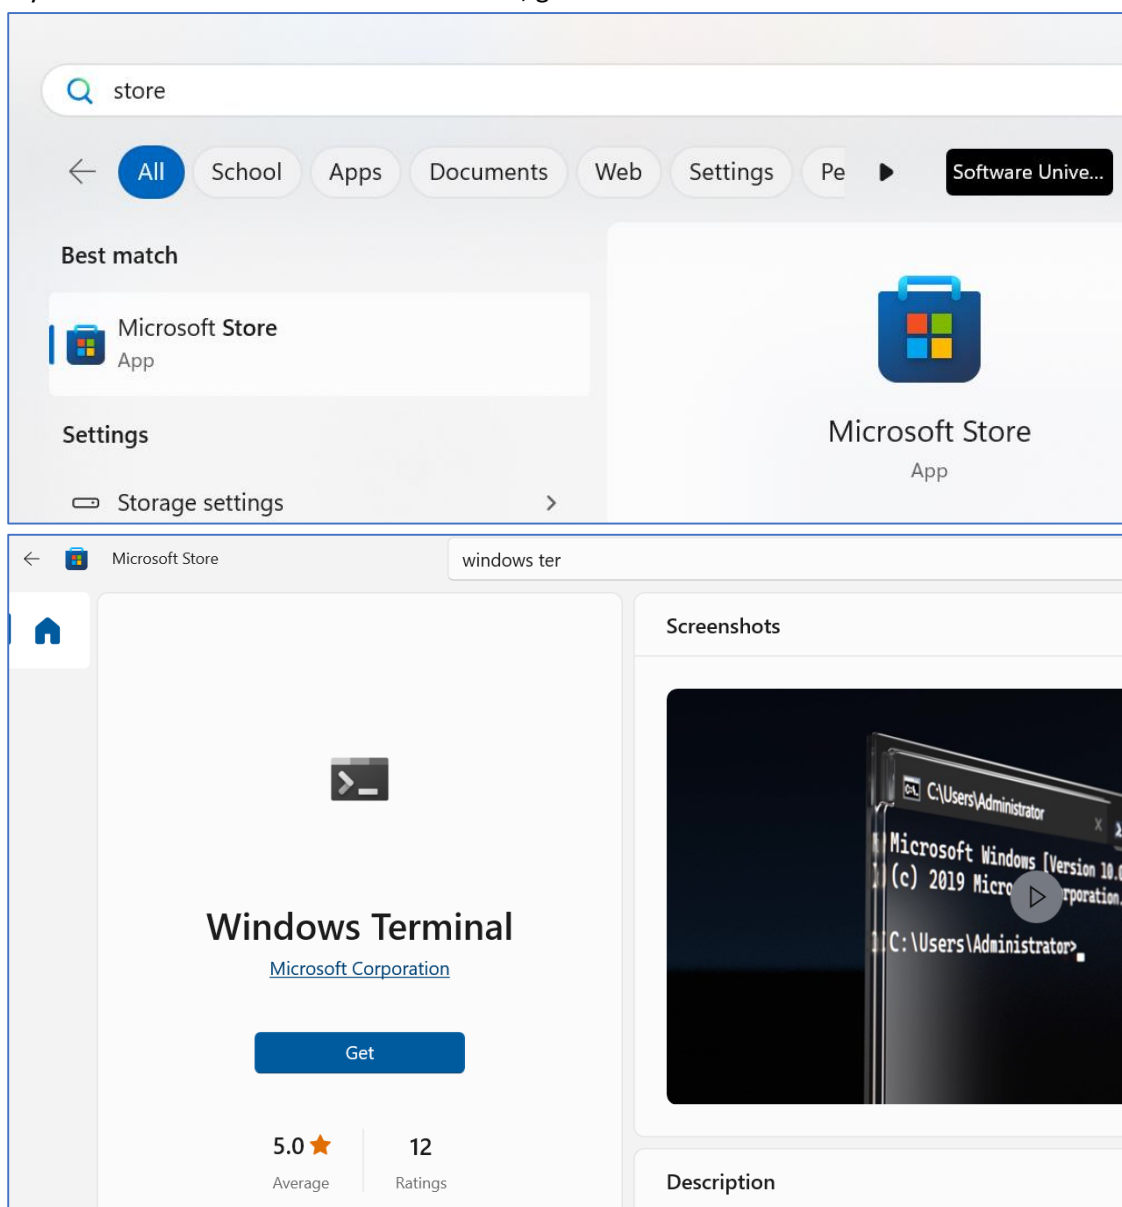 store
All School Apps Documents Web Settings Pe Software Unive...
Best match
Microsoft Store
App
Settings
Storage settings
Microsoft Store
App
Microsoft Store
windows ter
Windows Terminal
Microsoft Corporation
Get
5.0 12
Average Ratings
Screenshots
C:\Users\Administrator X
Microsoft Windows [Version 10.0
(c) 2019 Micro rporation.
C:\Users\Administrator>
Description